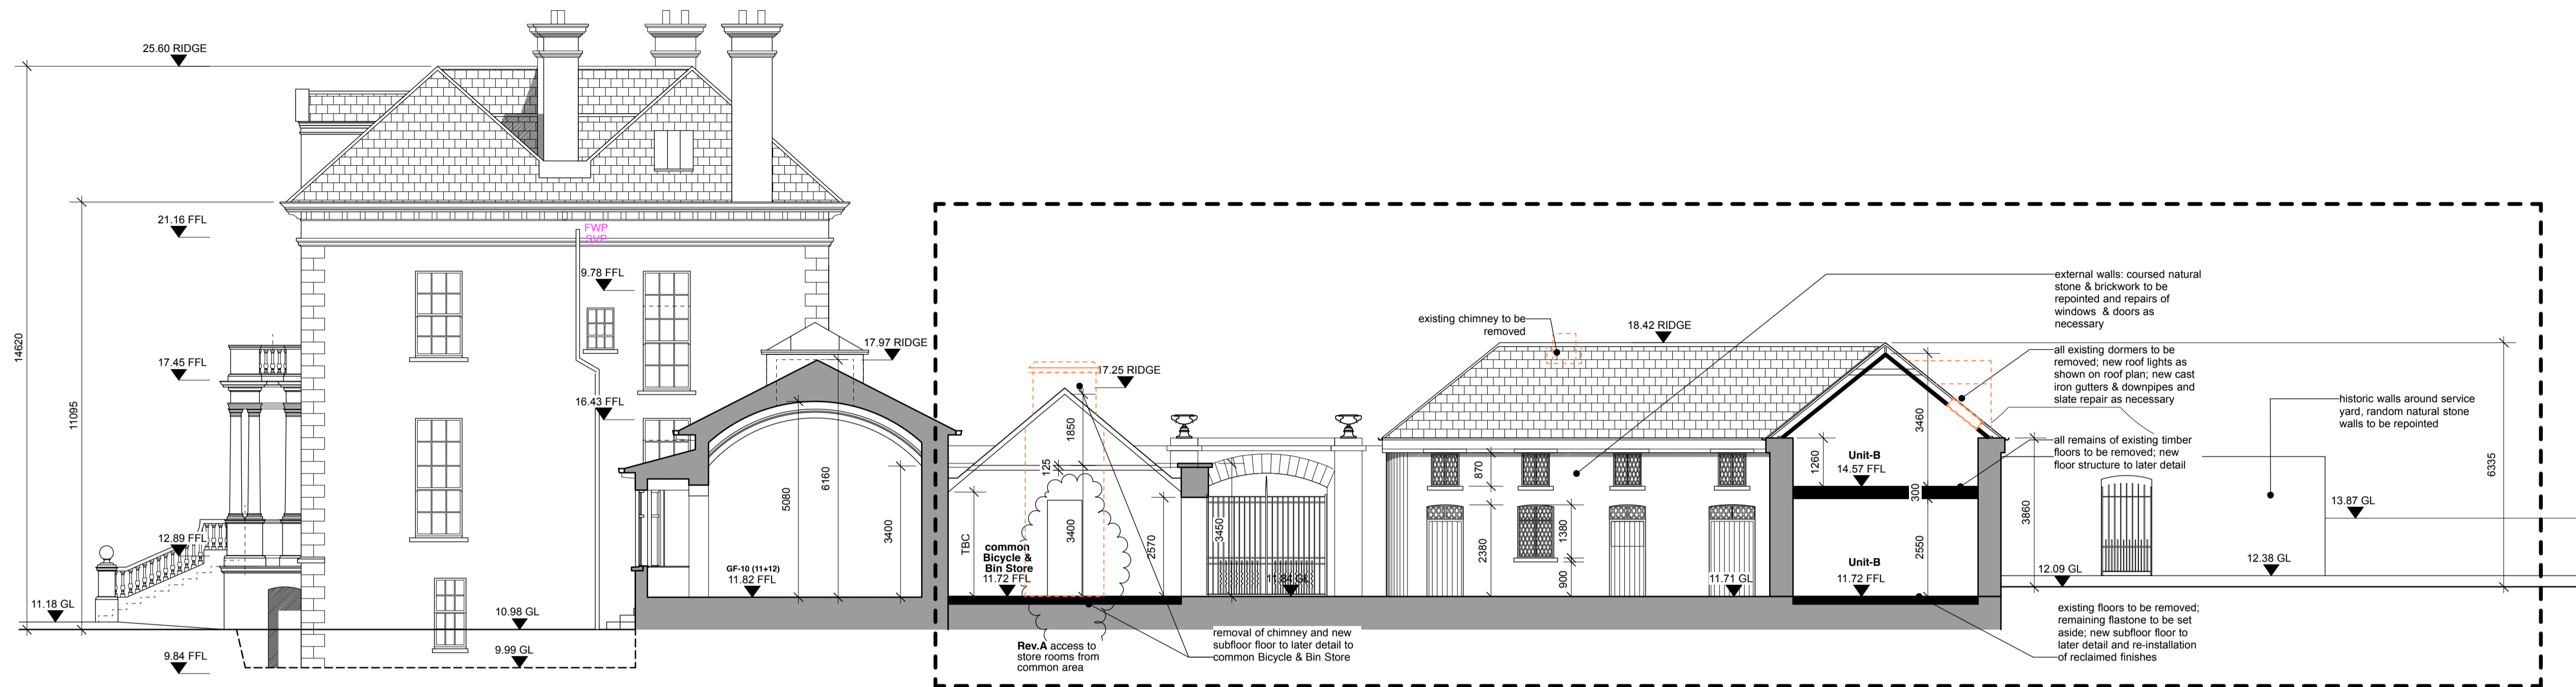 25.60 RIDGE
21.16 FFL
17.45 FFL
12.89 FFL
11.18 GL
9.84 FFL
14620
11095
FWP
SVP
9.78 FFL
16.43 FFL
10.98 GL
9.99 GL
17.97 RIDGE
5080
6160
3400
GF-10 (11+12)
11.82 FFL
17.25 RIDGE
1850
125
3400
TBC
2570
common
Bicycle &
Bin Store
11.72 FFL
3450
11.84 GL
Rev.A access to
store rooms from
common area
removal of chimney and new
subfloor floor to later detail to
common Bicycle & Bin Store
existing chimney to be
removed
18.42 RIDGE
870
2380
1380
900
11.71 GL
1260
3460
Unit-B
14.57 FFL
300
2550
Unit-B
11.72 FFL
3860
external walls: coursed natural
stone & brickwork to be
repointed and repairs of
windows & doors as
necessary
all existing dormers to be
removed; new roof lights as
shown on roof plan; new cast
iron gutters & downpipes and
slate repair as necessary
all remains of existing timber
floors to be removed; new
floor structure to later detail
12.09 GL
existing floors to be removed;
remaining flastone to be set
aside; new subfloor floor to
later detail and re-installation
of reclaimed finishes
historic walls around service
yard, random natural stone
walls to be repointed
13.87 GL
12.38 GL
6335